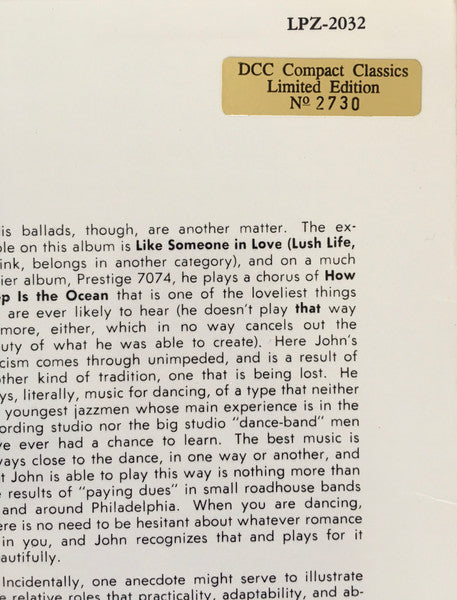 LPZ-2032
DCC Compact Classics
Limited Edition
Nº 2730
is ballads, though, are another matter. The ex-
le on this album is Like Someone in Love (Lush Life,
ink, belongs in another category), and on a much
ier album, Prestige 7074, he plays a chorus of How
p Is the Ocean that is one of the loveliest things
are ever likely to hear (he doesn't play that way
more, either, which in no way cancels out the
uty of what he was able to create). Here John's
icism comes through unimpeded, and is a result of
ther kind of tradition, one that is being lost. He
ys, literally, music for dancing, of a type that neither
youngest jazzmen whose main experience is in the
ording studio nor the big studio "dance-band" men
ve ever had a chance to learn. The best music is
ays close to the dance, in one way or another, and
t John is able to play this way is nothing more than
e results of "paying dues" in small roadhouse bands
and around Philadelphia. When you are dancing,
ere is no need to be hesitant about whatever romance
in you, and John recognizes that and plays for it
autifully.
Incidentally, one anecdote might serve to illustrate
e relative roles that practicality, adaptability, and ab-